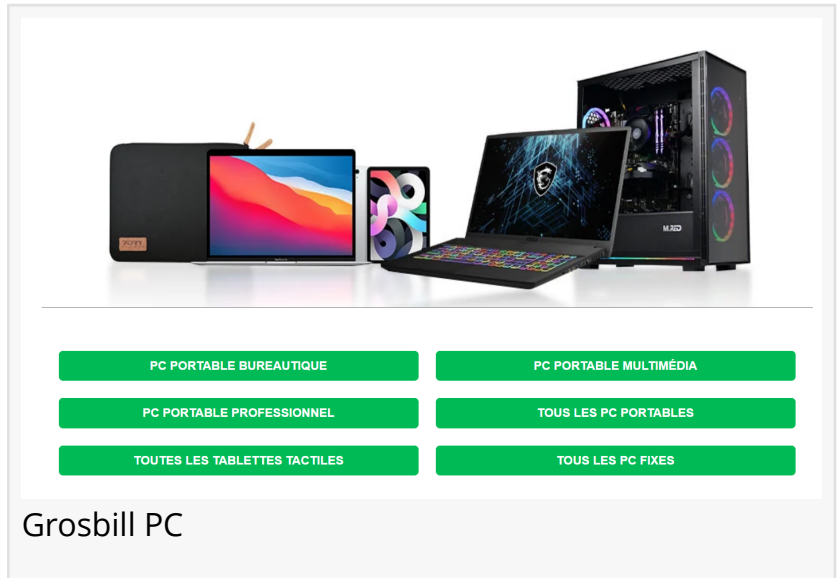 M.RED
PC PORTABLE BUREAUTIQUE
PC PORTABLE MULTIMÉDIA
PC PORTABLE PROFESSIONNEL
TOUS LES PC PORTABLES
TOUTES LES TABLETTES TACTILES
TOUS LES PC FIXES
Grosbill PC